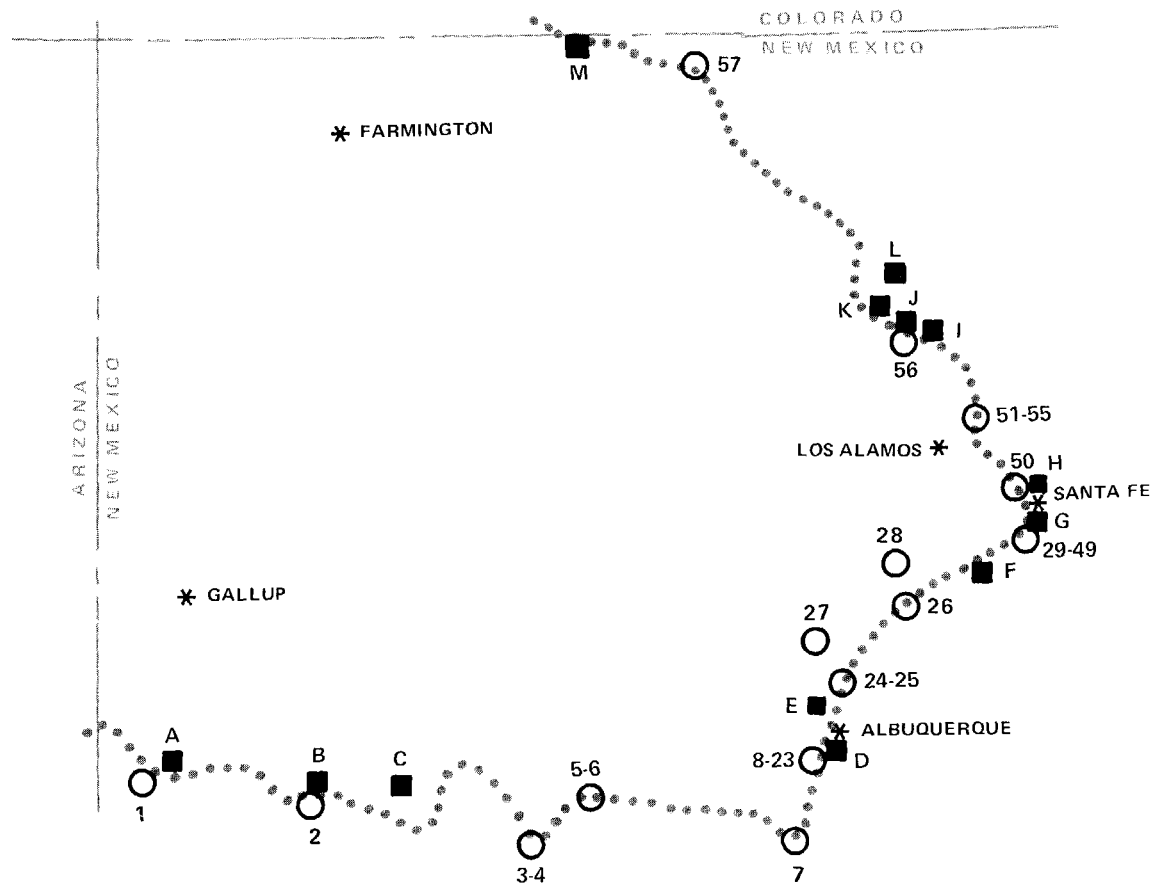 COLORADO
NEW MEXICO
M
57
* FARMINGTON
L
K
J
I
56
ARIZONA
NEW MEXICO
51-55
LOS ALAMOS *
50
H
* SANTA FE
G
29-49
28
F
* GALLUP
26
27
24-25
E
* ALBUQUERQUE
A
B
C
5-6
8-23
D
1
2
3-4
7